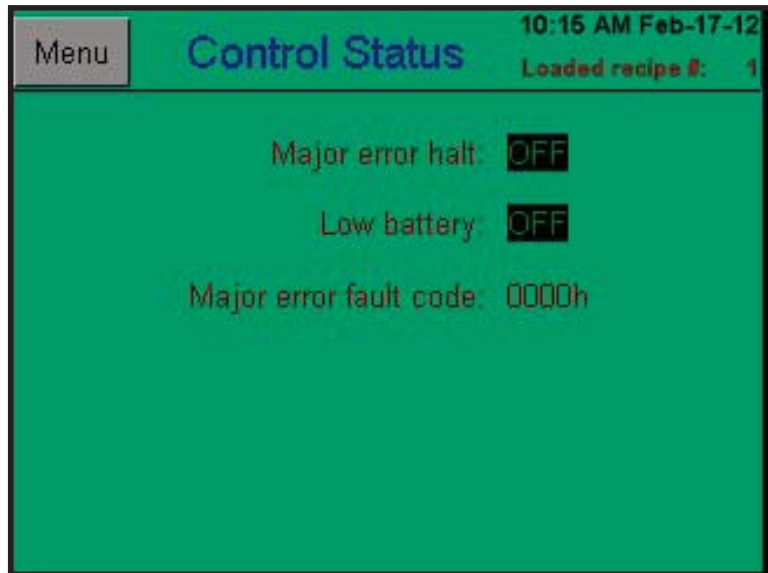 Menu
Control Status
10:15 AM Feb-17-12
Loaded recipe #: 1
Major error halt: OFF
Low battery: OFF
Major error fault code: 0000h